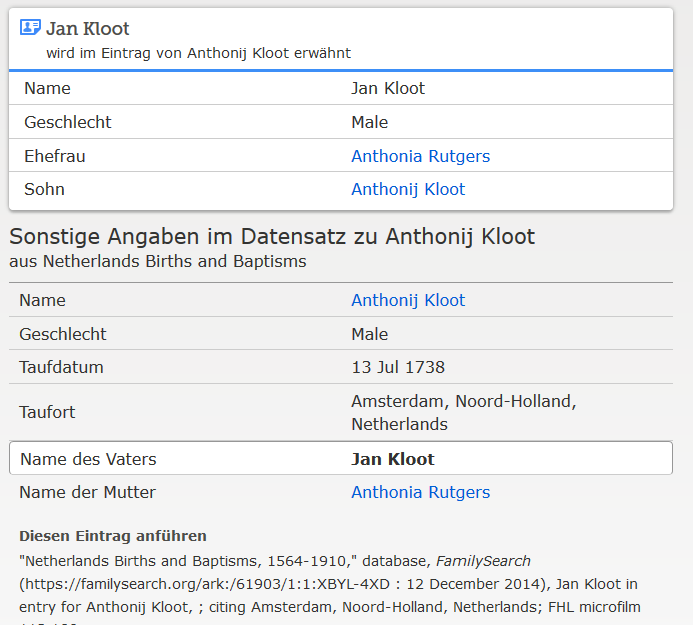 Jan Kloot
wird im Eintrag von Anthonij Kloot erwähnt
Name Jan Kloot
Geschlecht Male
Ehefrau Anthonia Rutgers
Sohn Anthonij Kloot
Sonstige Angaben im Datensatz zu Anthonij Kloot
aus Netherlands Births and Baptisms
Name Anthonij Kloot
Geschlecht Male
Taufdatum 13 Jul 1738
Taufort Amsterdam, Noord-Holland,
Netherlands
Name des Vaters Jan Kloot
Name der Mutter Anthonia Rutgers
Diesen Eintrag anführen
"Netherlands Births and Baptisms, 1564-1910," database, FamilySearch
(https://familysearch.org/ark:/61903/1:1:XBYL-4XD : 12 December 2014), Jan Kloot in
entry for Anthonij Kloot, ; citing Amsterdam, Noord-Holland, Netherlands; FHL microfilm